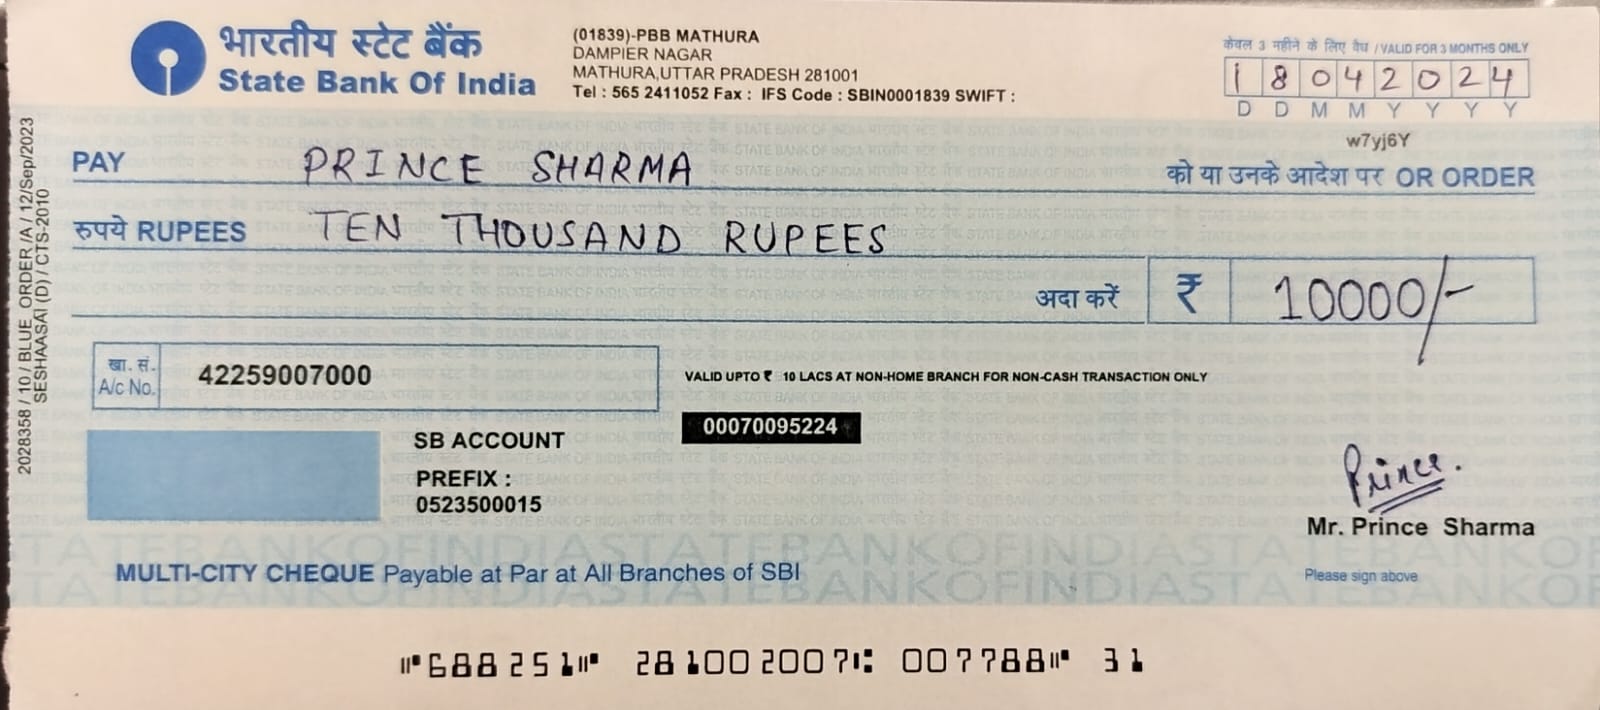 भारतीय स्टेट बैंक
State Bank Of India
(01839)-PBB MATHURA
DAMPIER NAGAR
MATHURA,UTTAR PRADESH 281001
Tel : 565 2411052 Fax : IFS Code : SBIN0001839 SWIFT :
केवल 3 महीने के लिए वैध / VALID FOR 3 MONTHS ONLY
1 8 0 4 2 0 2 4
D D M M Y Y Y Y
w7yj6Y
PAY PRINCE SHARMA को या उनके आदेश पर OR ORDER
रुपये RUPEES TEN THOUSAND RUPEES
अदा करें ₹ 10000/-
खा. सं.
A/c No. 42259007000
VALID UPTO ₹ 10 LACS AT NON-HOME BRANCH FOR NON-CASH TRANSACTION ONLY
00070095224
SB ACCOUNT
PREFIX :
0523500015
Prince.
Mr. Prince Sharma
Please sign above
MULTI-CITY CHEQUE Payable at Par at All Branches of SBI
STATEBANKOFINDIASTATEBANKOFINDIASTATEBANKOF
STATEBANKOFINDIASTATEBANKOFINDIASTATEBANKOF
⑈688251⑈ 281002007⑆ 007788⑈ 31
2028358 / 10 / BLUE ORDER /A / 12/Sep/2023
SESHAASAI (D) / CTS-2010